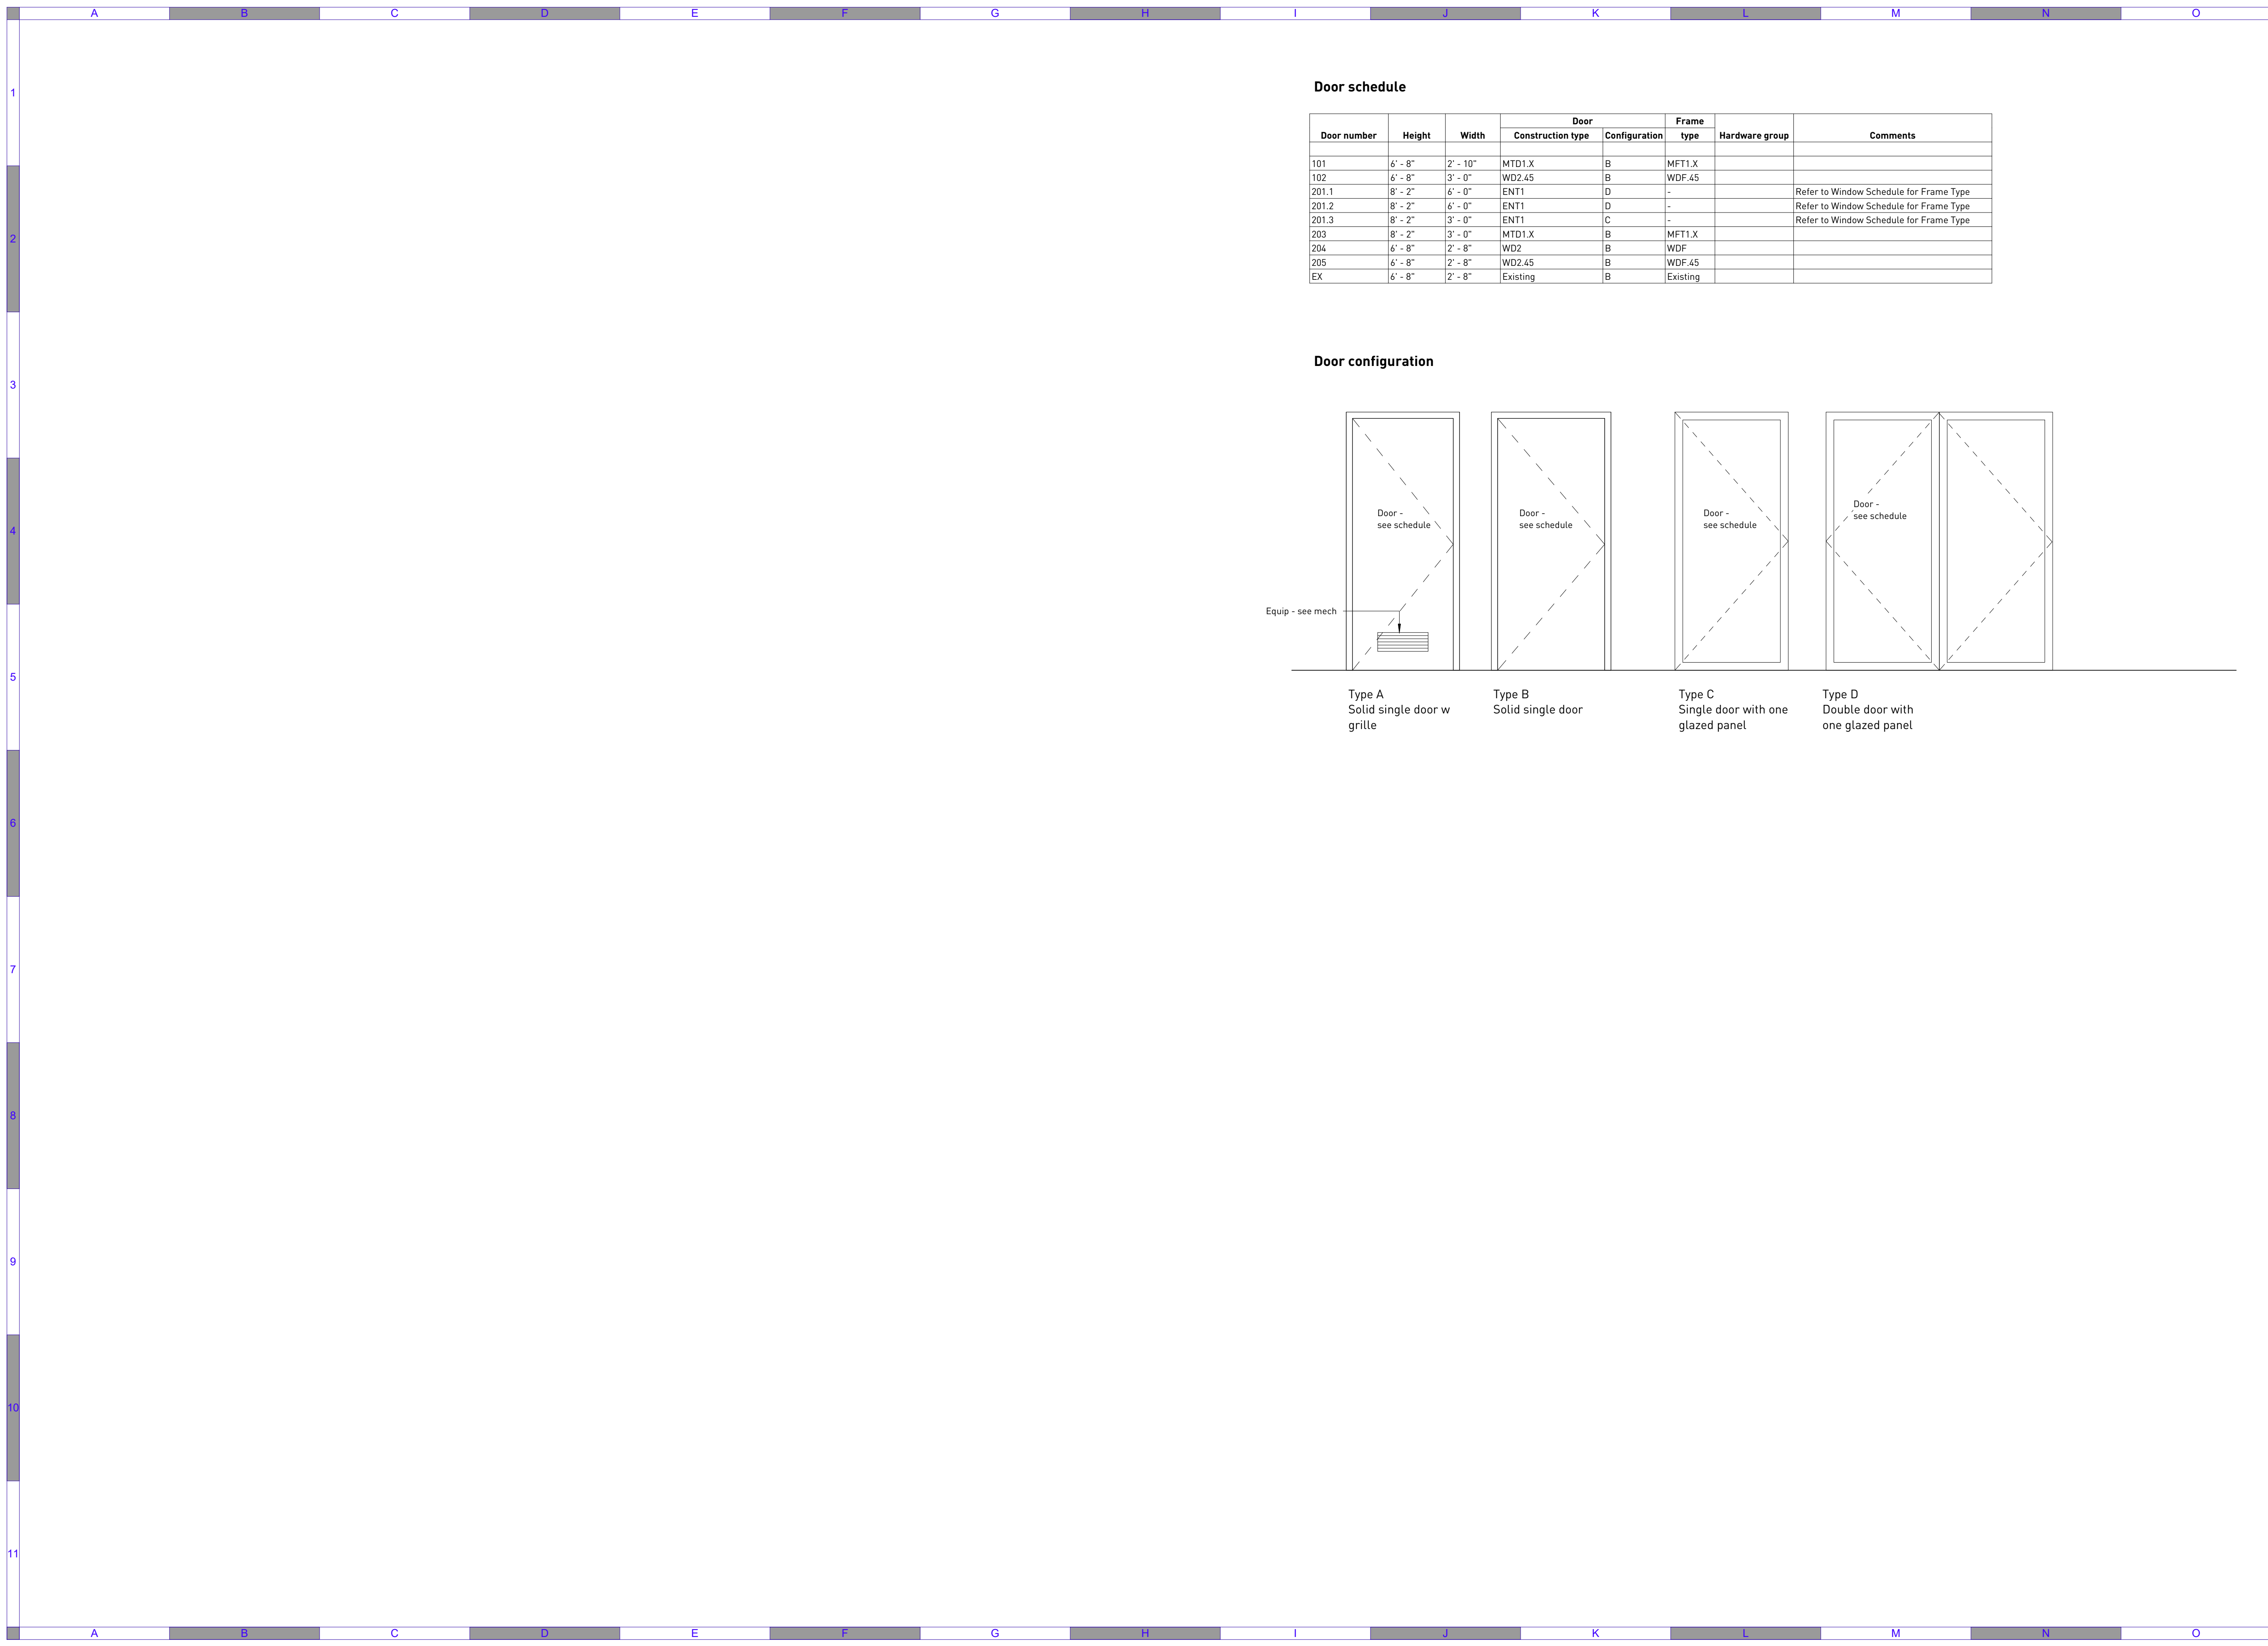 A B C D E F G H I J K L M N O
1
2
3
4
5
6
7
8
9
10
11
Door schedule
Door Frame
Door number Height Width Construction type Configuration type Hardware group Comments
101 6' - 8" 2' - 10" MTD1.X B MFT1.X
102 6' - 8" 3' - 0" WD2.45 B WDF.45
201.1 8' - 2" 6' - 0" ENT1 D - Refer to Window Schedule for Frame Type
201.2 8' - 2" 6' - 0" ENT1 D - Refer to Window Schedule for Frame Type
201.3 8' - 2" 3' - 0" ENT1 C - Refer to Window Schedule for Frame Type
203 8' - 2" 3' - 0" MTD1.X B MFT1.X
204 6' - 8" 2' - 8" WD2 B WDF
205 6' - 8" 2' - 8" WD2.45 B WDF.45
EX 6' - 8" 2' - 8" Existing B Existing
Door configuration
Door -
see schedule
Door -
see schedule
Door -
see schedule
Door -
see schedule
Equip - see mech
Type A
Solid single door w
grille
Type B
Solid single door
Type C
Single door with one
glazed panel
Type D
Double door with
one glazed panel
A B C D E F G H I J K L M N O